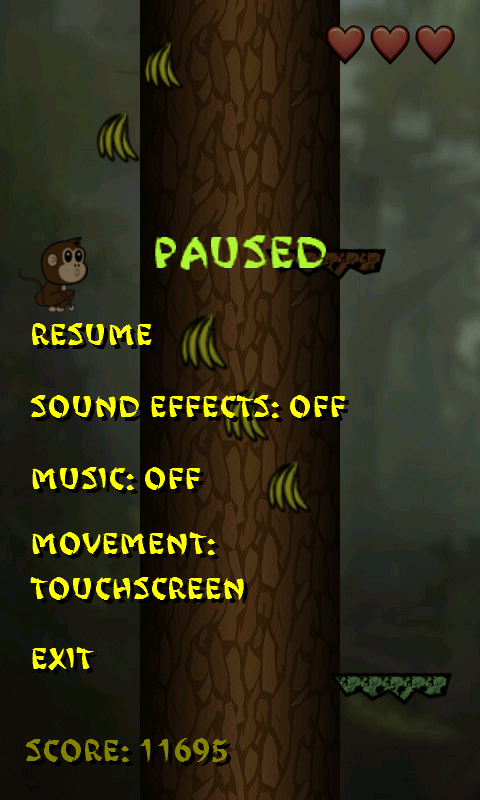 PAUSED
RESUME
SOUND EFFECTS: OFF
MUSIC: OFF
MOVEMENT:
TOUCHSCREEN
EXIT
SCORE: 11695